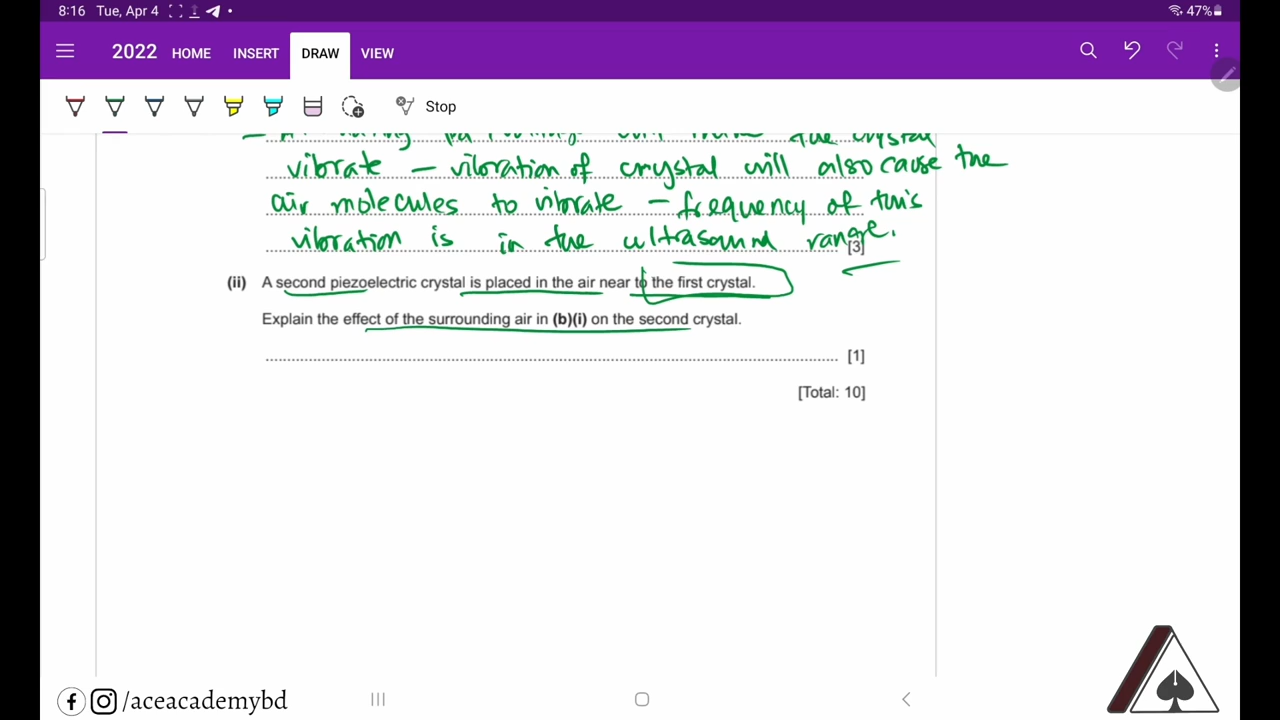 8:16 Tue, Apr 4
47%
2022 HOME INSERT DRAW VIEW
Stop
the crystal
vibrate - vibration of crystal will also cause the
air molecules to vibrate - frequency of this
vibration is in the ultrasound range.
[3]
(ii) A second piezoelectric crystal is placed in the air near to the first crystal.
Explain the effect of the surrounding air in (b)(i) on the second crystal.
[1]
[Total: 10]
/aceacademybd